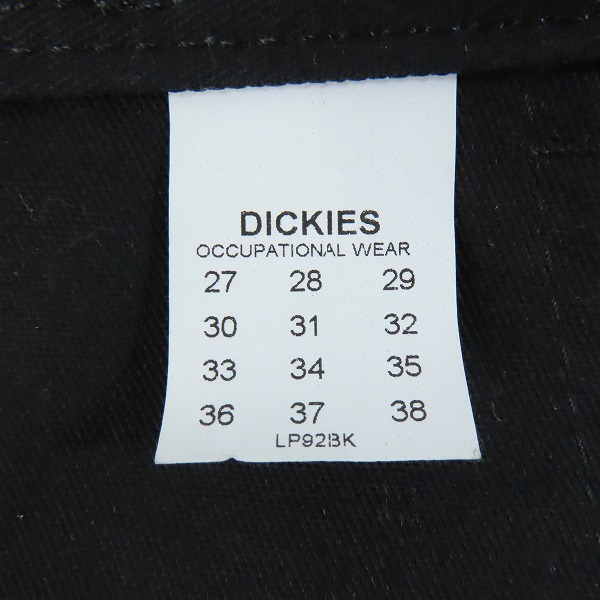 DICKIES
OCCUPATIONAL WEAR
27 28 29
30 31 32
33 34 35
36 37 38
LP92BK